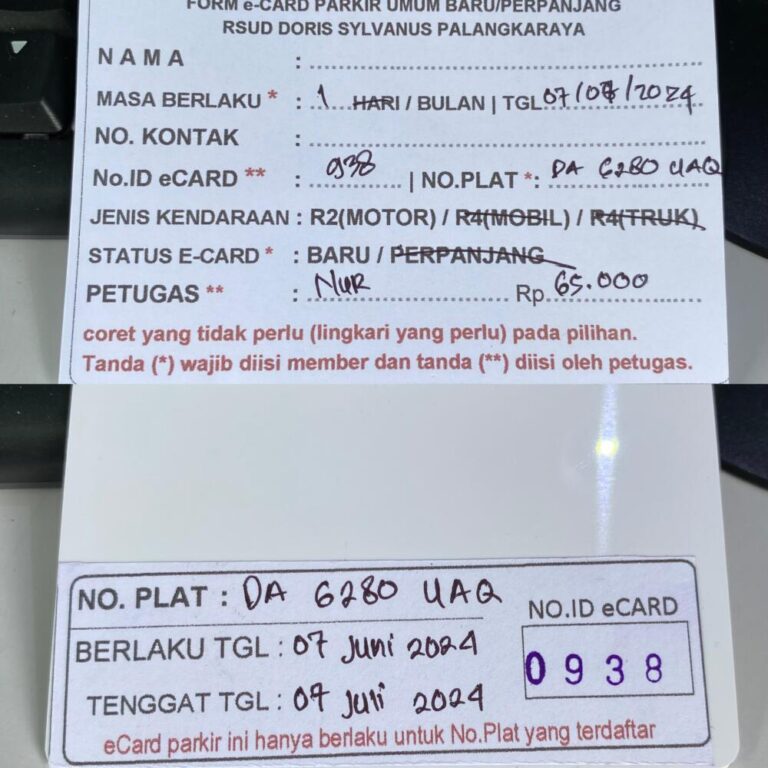 FORM e-CARD PARKIR UMUM BARU/PERPANJANG
RSUD DORIS SYLVANUS PALANGKARAYA
NAMA :
MASA BERLAKU * : 1 HARI / BULAN | TGL 07/07/2024
NO. KONTAK :
No.ID eCARD ** : 938 | NO.PLAT *: DA 6280 UAQ
JENIS KENDARAAN : R2(MOTOR) / R4(MOBIL) / R4(TRUK)
STATUS E-CARD * : BARU / PERPANJANG
PETUGAS ** : NUR Rp 65.000
coret yang tidak perlu (lingkari yang perlu) pada pilihan.
Tanda (*) wajib diisi member dan tanda (**) diisi oleh petugas.
NO. PLAT : DA 6280 UAQ
NO.ID eCARD
BERLAKU TGL : 07 Juni 2024
0938
TENGGAT TGL : 07 Juli 2024
eCard parkir ini hanya berlaku untuk No.Plat yang terdaftar